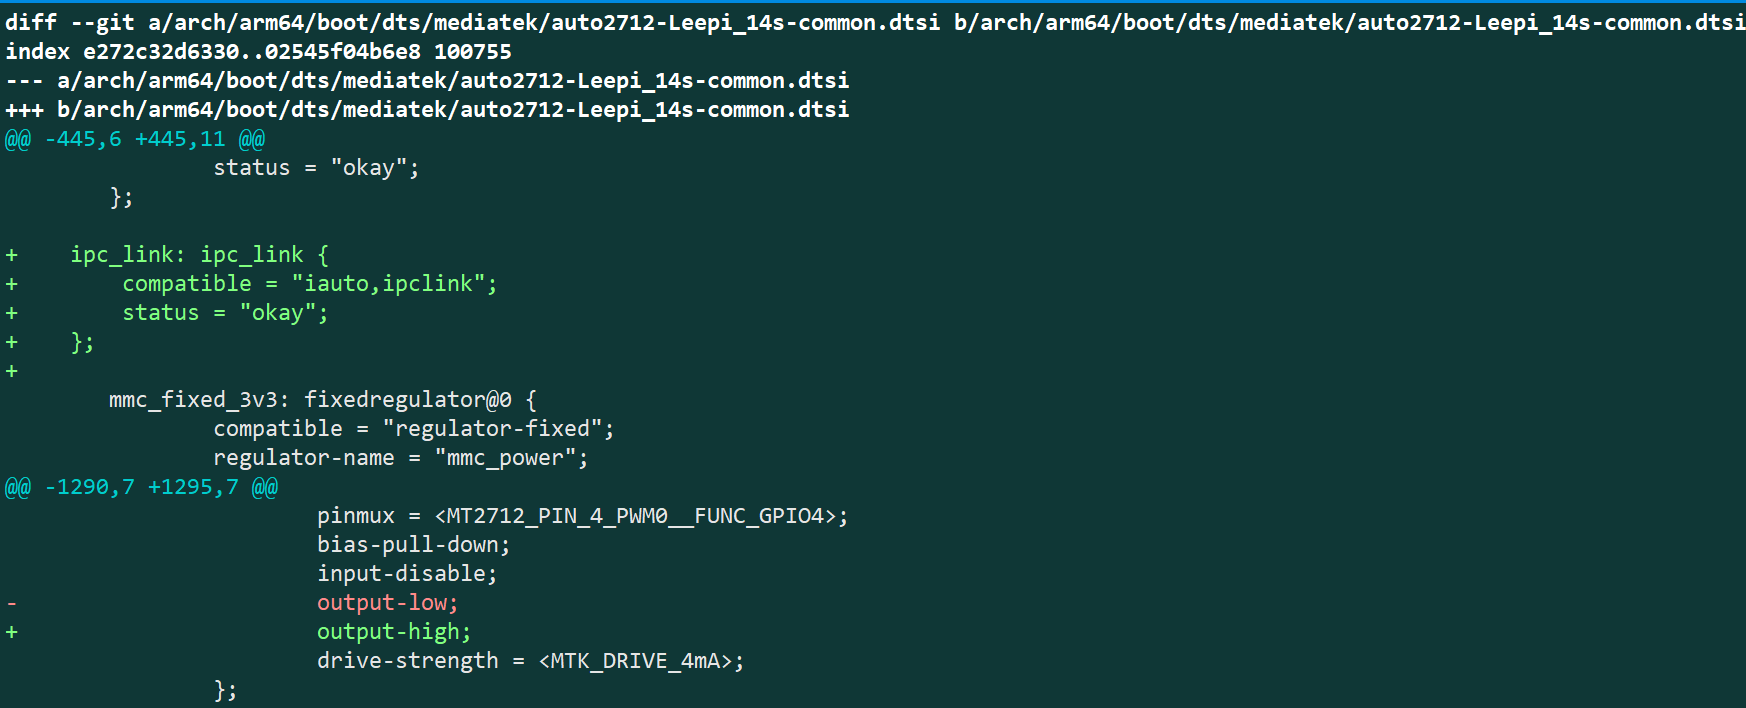 diff --git a/arch/arm64/boot/dts/mediatek/auto2712-Leepi_14s-common.dtsi b/arch/arm64/boot/dts/mediatek/auto2712-Leepi_14s-common.dtsi
index e272c32d6330..02545f04b6e8 100755
--- a/arch/arm64/boot/dts/mediatek/auto2712-Leepi_14s-common.dtsi
+++ b/arch/arm64/boot/dts/mediatek/auto2712-Leepi_14s-common.dtsi
@@ -445,6 +445,11 @@
                status = "okay";
        };

+    ipc_link: ipc_link {
+        compatible = "iauto,ipclink";
+        status = "okay";
+    };
+
        mmc_fixed_3v3: fixedregulator@0 {
                compatible = "regulator-fixed";
                regulator-name = "mmc_power";
@@ -1290,7 +1295,7 @@
                        pinmux = <MT2712_PIN_4_PWM0__FUNC_GPIO4>;
                        bias-pull-down;
                        input-disable;
-                       output-low;
+                       output-high;
                        drive-strength = <MTK_DRIVE_4mA>;
                };